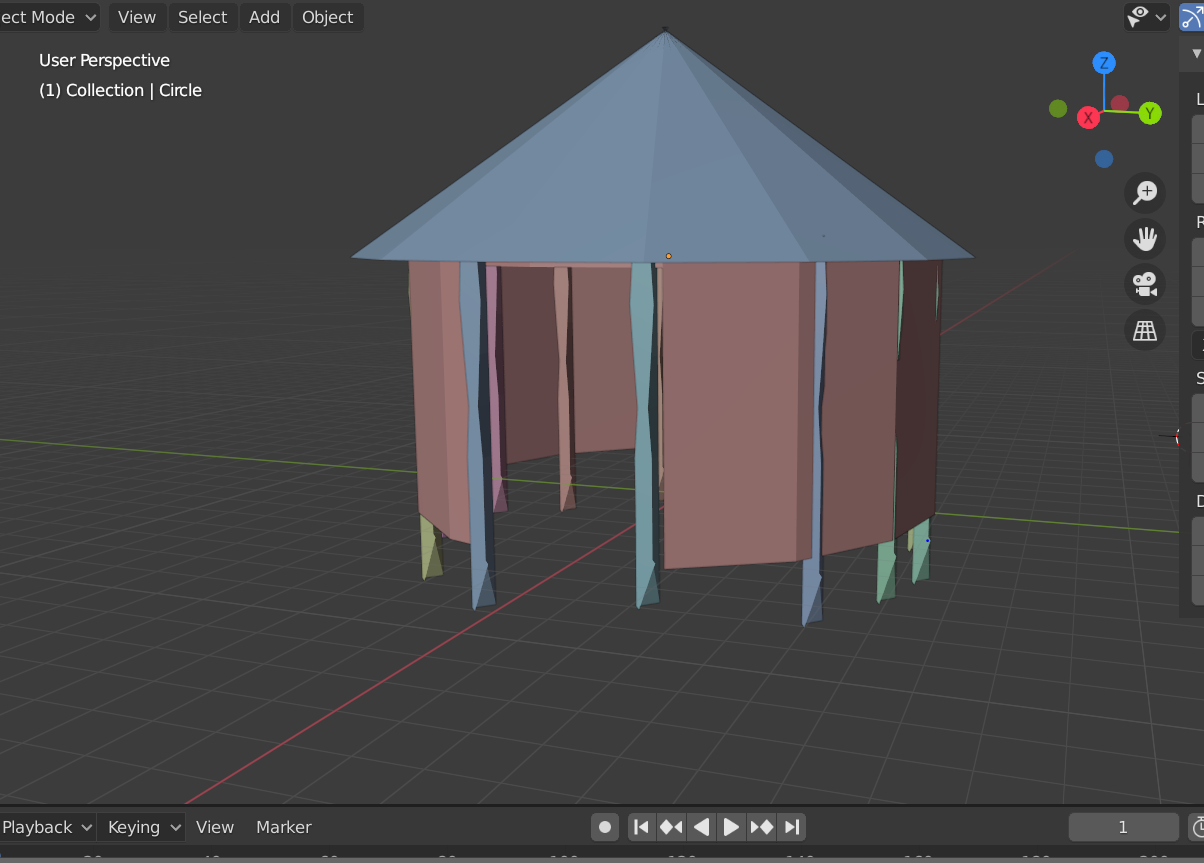 ect Mode View Select Add Object
User Perspective
(1) Collection | Circle
Z
X
Y
Playback Keying View Marker
1